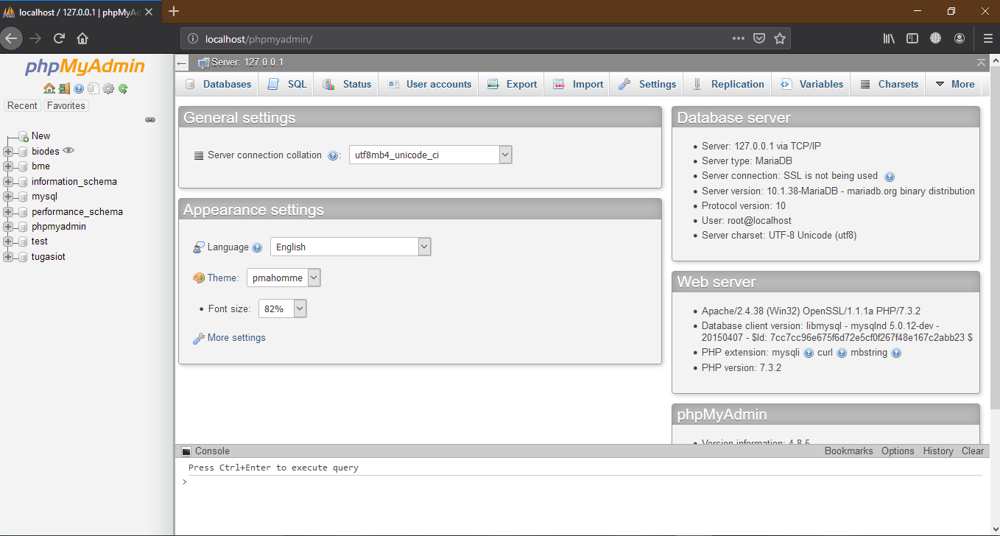 localhost / 127.0.0.1 | phpMyAd
localhost/phpmyadmin/
phpMyAdmin
Recent Favorites
New
biodes
bme
information_schema
mysql
performance_schema
phpmyadmin
test
tugasiot
Server: 127.0.0.1
Databases SQL Status User accounts Export Import Settings Replication Variables Charsets More
General settings
Server connection collation : utf8mb4_unicode_ci
Appearance settings
Language English
Theme: pmahomme
Font size: 82%
More settings
Database server
Server: 127.0.0.1 via TCP/IP
Server type: MariaDB
Server connection: SSL is not being used
Server version: 10.1.38-MariaDB - mariadb.org binary distribution
Protocol version: 10
User: root@localhost
Server charset: UTF-8 Unicode (utf8)
Web server
Apache/2.4.38 (Win32) OpenSSL/1.1.1a PHP/7.3.2
Database client version: libmysql - mysqlnd 5.0.12-dev -
20150407 - $Id: 7cc7cc96e675f6d72e5cf0f267f48e167c2abb23 $
PHP extension: mysqli curl mbstring
PHP version: 7.3.2
phpMyAdmin
Version information: 4.8.5
Console
Bookmarks Options History Clear
Press Ctrl+Enter to execute query
>